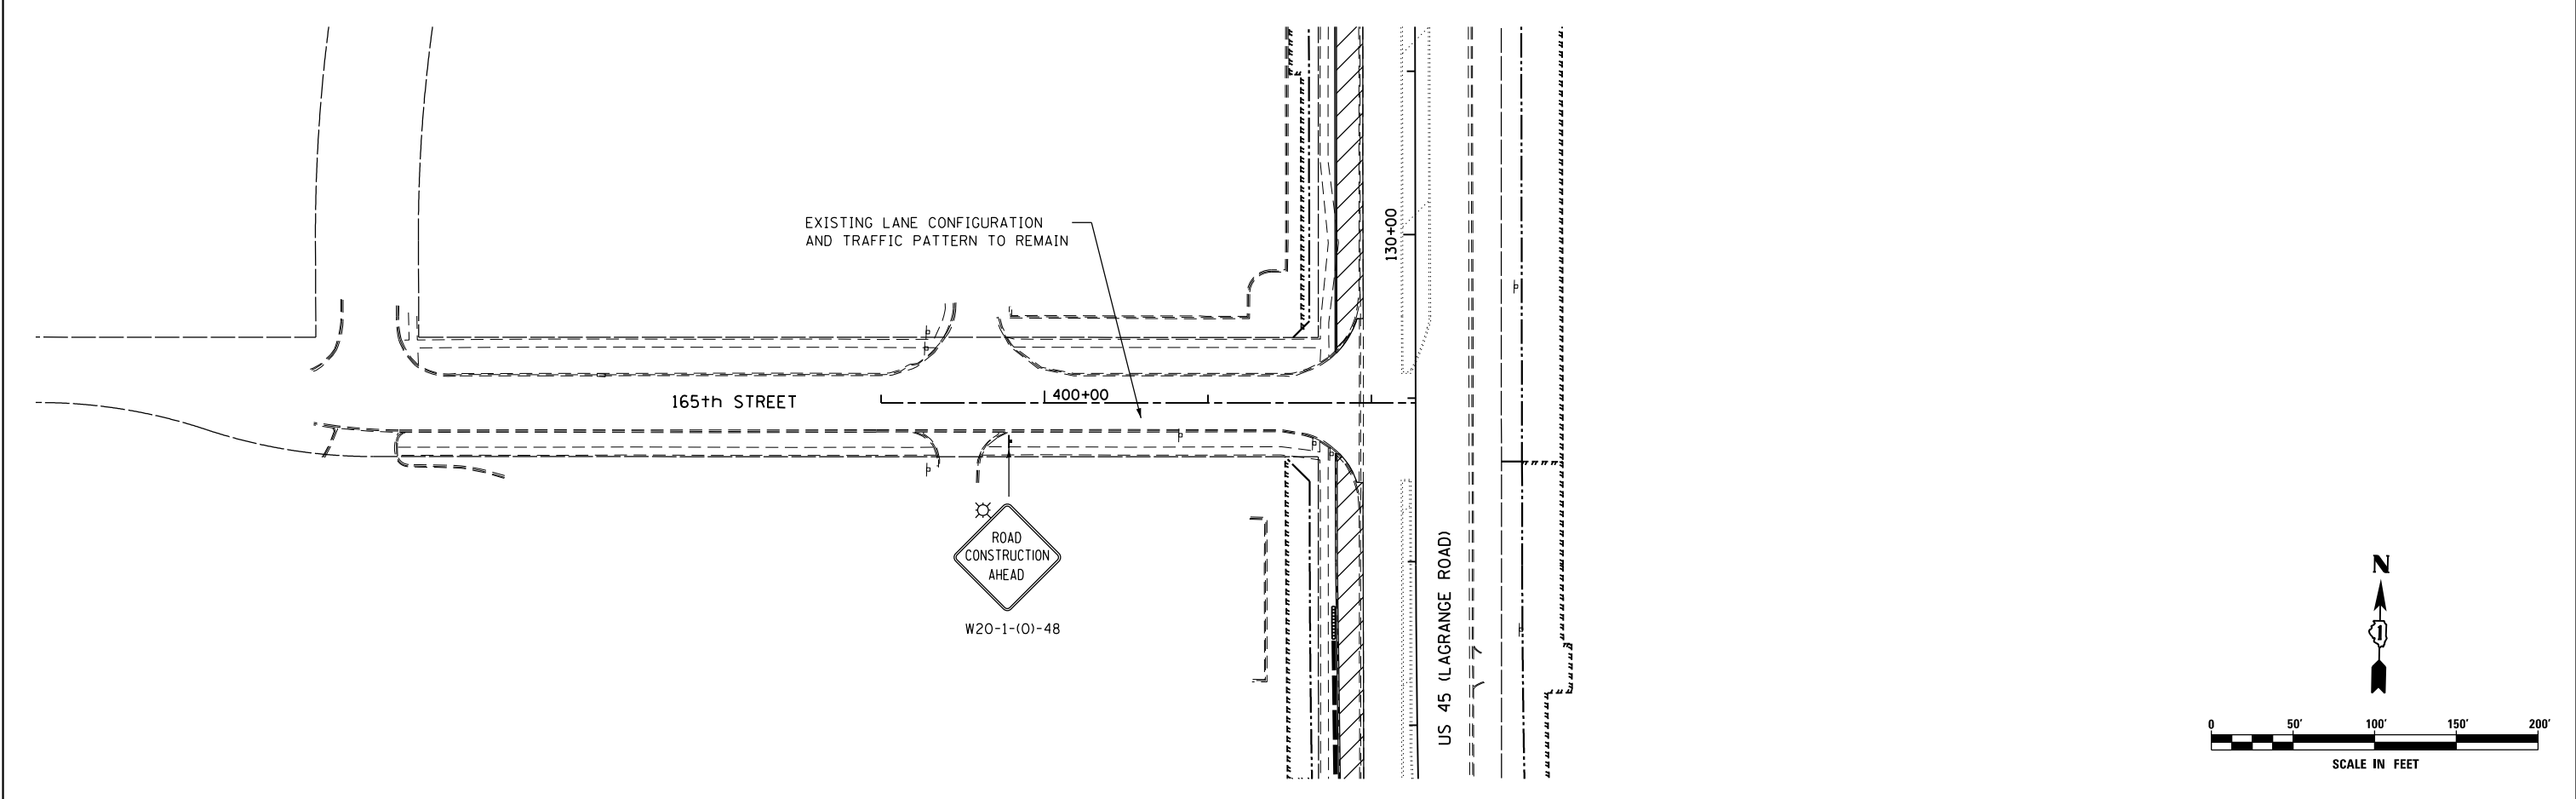 EXISTING LANE CONFIGURATION
AND TRAFFIC PATTERN TO REMAIN
130+00
165th STREET
400+00
ROAD
CONSTRUCTION
AHEAD
W20-1-(O)-48
US 45 (LAGRANGE ROAD)
N
1
0 50' 100' 150' 200'
SCALE IN FEET